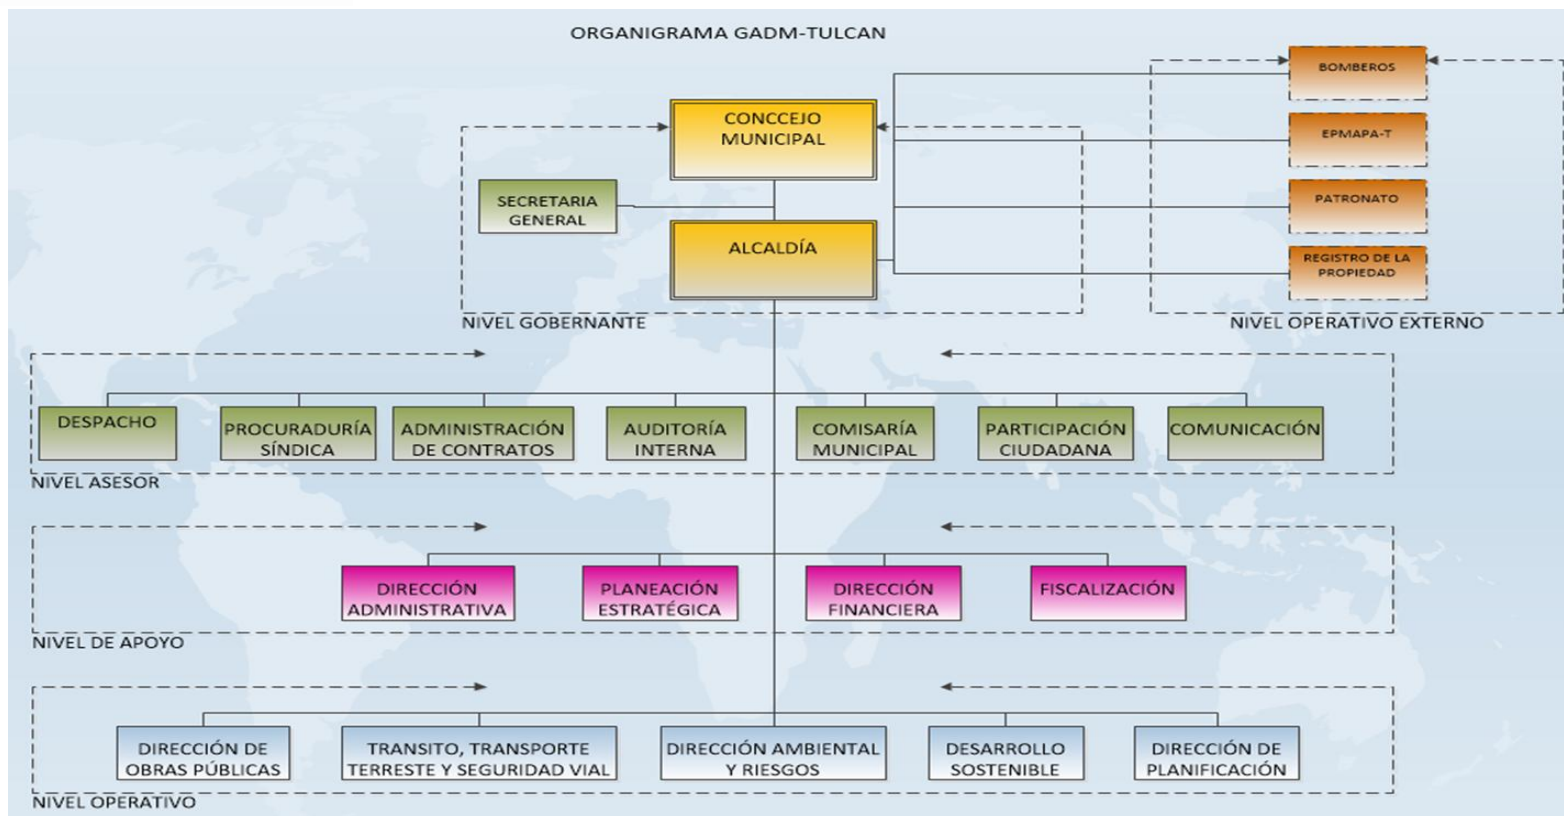 ORGANIGRAMA GADM-TULCAN
BOMBEROS
CONCCEJO
MUNICIPAL
EPMAPA-T
SECRETARIA
GENERAL
PATRONATO
ALCALDÍA
REGISTRO DE LA
PROPIEDAD
NIVEL GOBERNANTE
NIVEL OPERATIVO EXTERNO
DESPACHO
PROCURADURÍA
SÍNDICA
ADMINISTRACIÓN
DE CONTRATOS
AUDITORÍA
INTERNA
COMISARÍA
MUNICIPAL
PARTICIPACIÓN
CIUDADANA
COMUNICACIÓN
NIVEL ASESOR
DIRECCIÓN
ADMINISTRATIVA
PLANEACIÓN
ESTRATÉGICA
DIRECCIÓN
FINANCIERA
FISCALIZACIÓN
NIVEL DE APOYO
DIRECCIÓN DE
OBRAS PÚBLICAS
TRANSITO, TRANSPORTE
TERRESTE Y SEGURIDAD VIAL
DIRECCIÓN AMBIENTAL
Y RIESGOS
DESARROLLO
SOSTENIBLE
DIRECCIÓN DE
PLANIFICACIÓN
NIVEL OPERATIVO